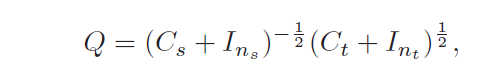 Q = (C_s + I_{n_s})^{-\frac{1}{2}} (C_t + I_{n_t})^{\frac{1}{2}},